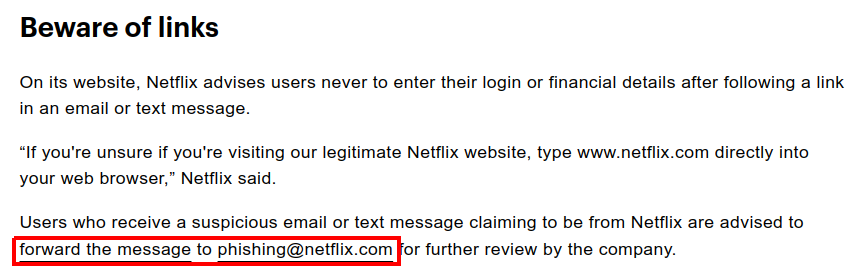 Beware of links
On its website, Netflix advises users never to enter their login or financial details after following a link
in an email or text message.
“If you're unsure if you're visiting our legitimate Netflix website, type www.netflix.com directly into
your web browser,” Netflix said.
Users who receive a suspicious email or text message claiming to be from Netflix are advised to
forward the message to phishing@netflix.com for further review by the company.